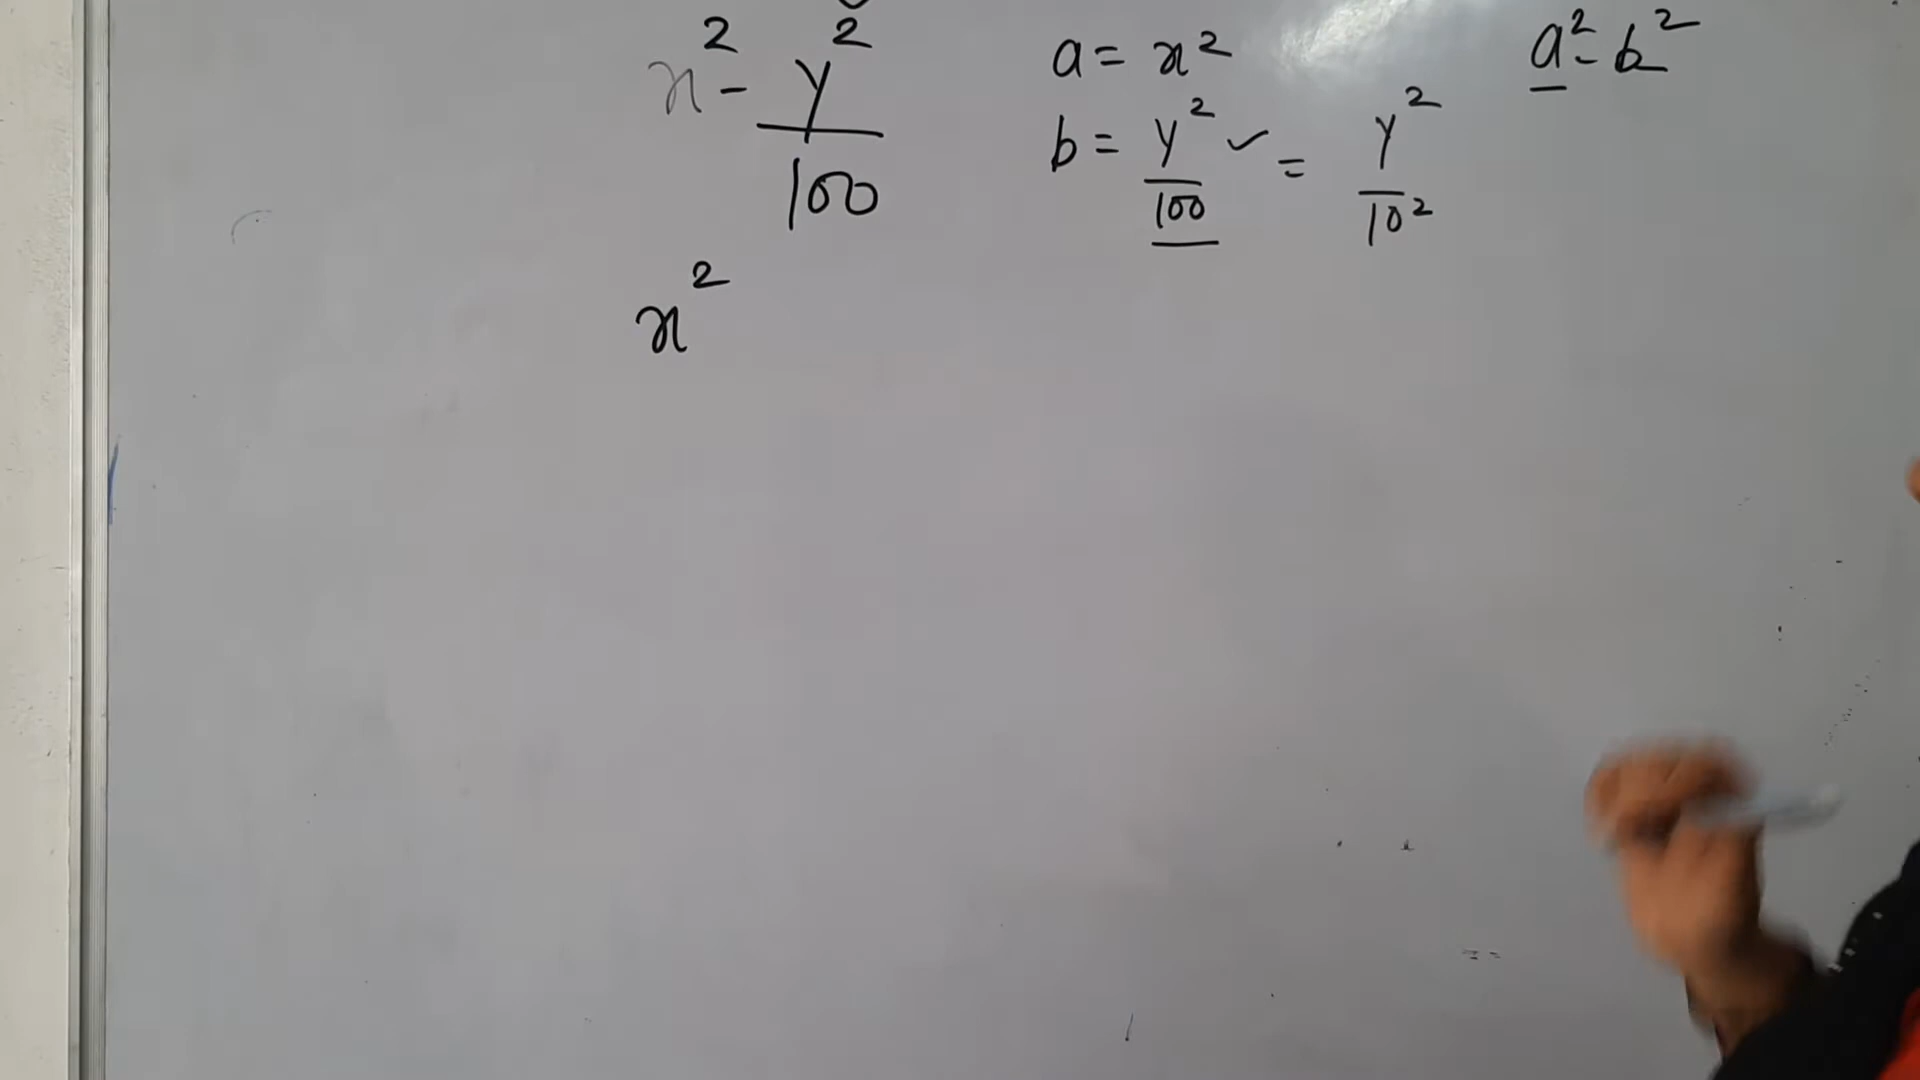 x² - y²/100
a = x²
a² - b²
b = y²/100 ✓ = y²/10²
x²